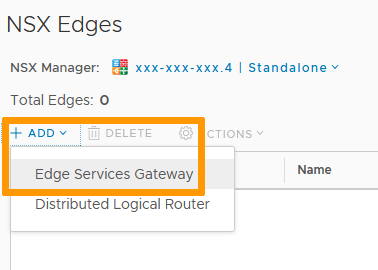 NSX Edges
NSX Manager: xxx-xxx-xxx.4 | Standalone
Total Edges: 0
+ ADD DELETE CTIONS
Edge Services Gateway Name
Distributed Logical Router